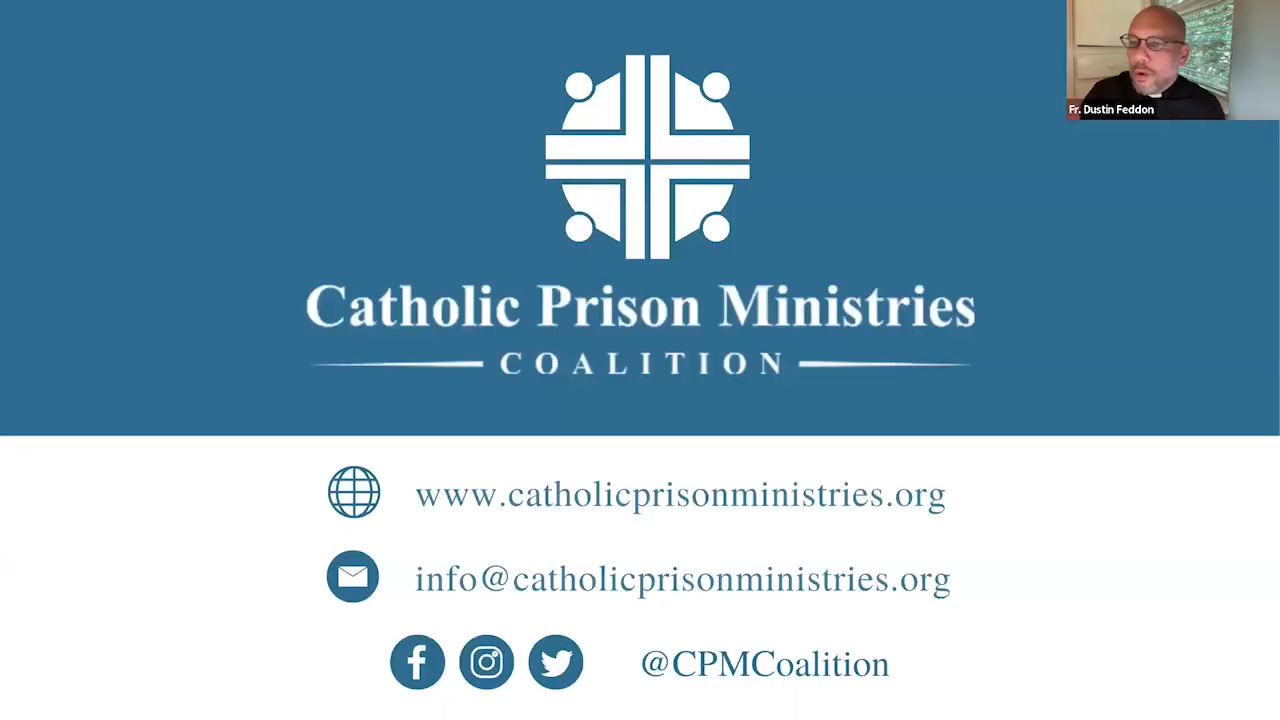 Fr. Dustin Feddon
Catholic Prison Ministries
COALITION
www.catholicprisonministries.org
info@catholicprisonministries.org
@CPMCoalition